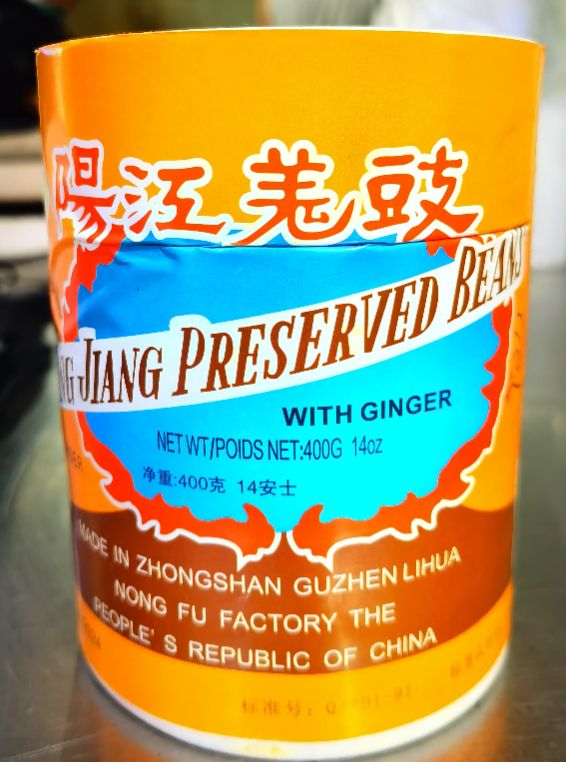 陽江羌豉
NG JIANG PRESERVED BEANS
WITH GINGER
NET WT/POIDS NET:400G 14oz
净重:400克 14安士
MADE IN ZHONGSHAN GUZHEN LIHUA
NONG FU FACTORY THE
PEOPLE' S REPUBLIC OF CHINA
标准号: